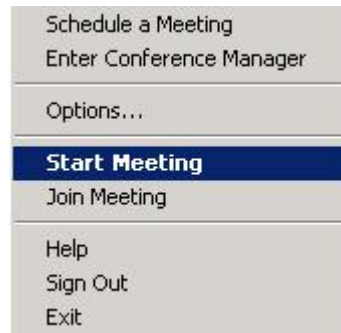 Schedule a Meeting
Enter Conference Manager
Options...
Start Meeting
Join Meeting
Help
Sign Out
Exit